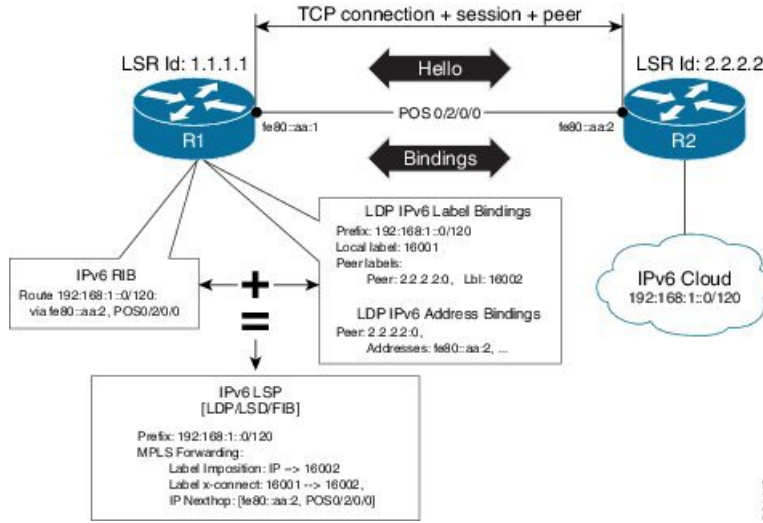 TCP connection + session + peer
LSR Id: 1.1.1.1
LSR Id: 2.2.2.2
Hello
POS 0/2/0/0
fe80::aa:1
fe80::aa:2
R1
R2
Bindings
LDP IPv6 Label Bindings
Prefix: 192:168:1::0/120
Local label: 16001
Peer labels:
Peer: 2.2.2.2:0, Lbl: 16002
LDP IPv6 Address Bindings
Peer: 2.2.2.2:0,
Addresses: fe80::aa:2, ...
IPv6 RIB
Route 192:168:1::0/120:
via fe80::aa:2, POS0/2/0/0
+
=
IPv6 Cloud
192:168:1::0/120
IPv6 LSP
[LDP/LSD/FIB]
Prefix: 192:168:1::0/120
MPLS Forwarding:
Label Imposition: IP --> 16002
Label x-connect: 16001 --> 16002,
IP Nexthop: [fe80::aa:2, POS0/2/0/0]